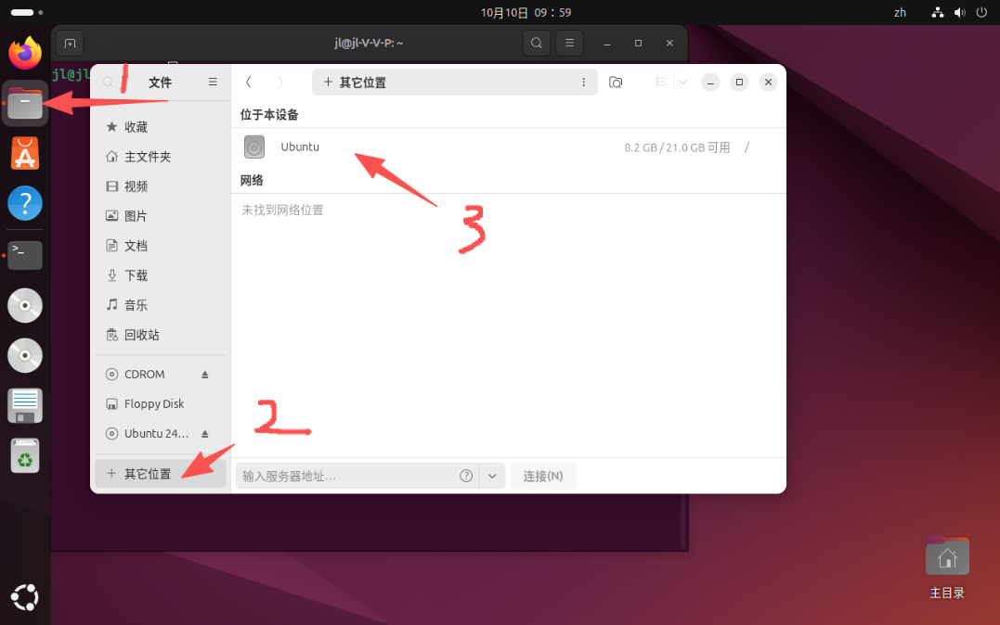 10月10日 09：59
zh
jl@jl-V-V-P: ~
jl@jl
1
文件
其它位置
收藏
主文件夹
视频
图片
文档
下载
音乐
回收站
CDROM
Floppy Disk
Ubuntu 24…
其它位置
位于本设备
Ubuntu
8.2 GB / 21.0 GB 可用
/
网络
未找到网络位置
3
2
输入服务器地址…
连接(N)
主目录